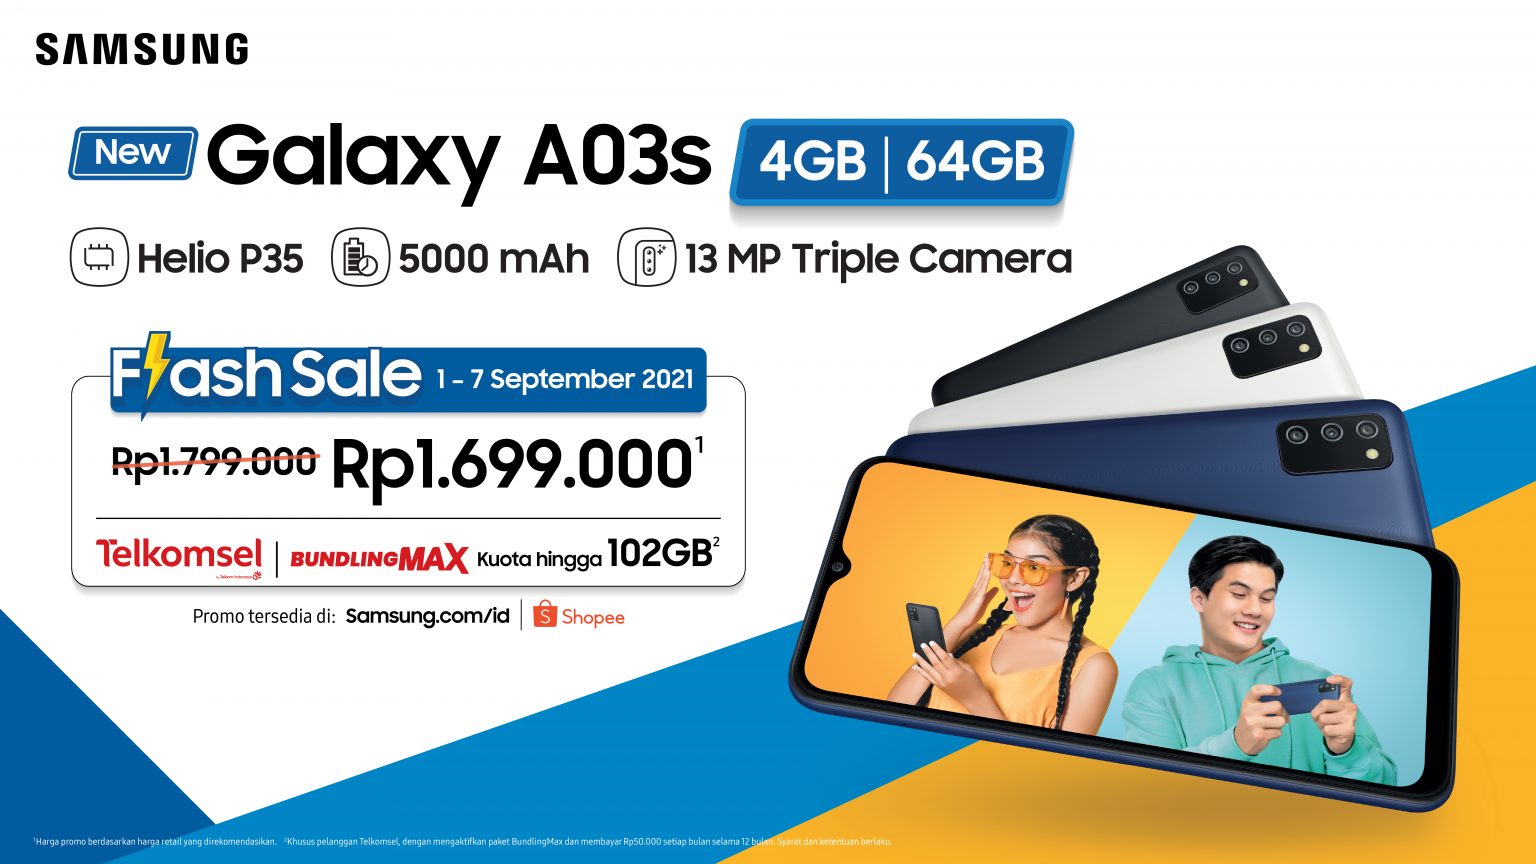 SAMSUNG
New Galaxy A03s 4GB | 64GB
Helio P35 5000 mAh 13 MP Triple Camera
Flash Sale 1 - 7 September 2021
Rp1.799.000 Rp1.699.000¹
Telkomsel | BUNDLINGMAX Kuota hingga 102GB²
by Telkom Indonesia
Promo tersedia di: Samsung.com/id | S Shopee
¹Harga promo berdasarkan harga retail yang direkomendasikan. ²Khusus pelanggan Telkomsel, dengan mengaktifkan paket BundlingMax dan membayar Rp50.000 setiap bulan selama 12 bulan. Syarat dan ketentuan berlaku.